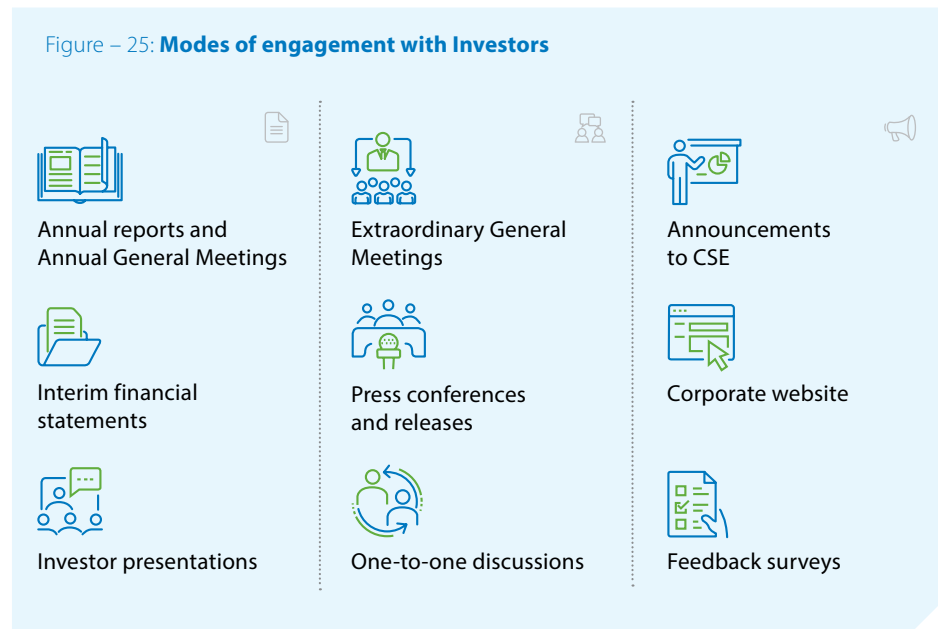 Figure – 25: Modes of engagement with Investors
Annual reports and
Annual General Meetings
Extraordinary General
Meetings
Announcements
to CSE
Interim financial
statements
Press conferences
and releases
Corporate website
Investor presentations
One-to-one discussions
Feedback surveys